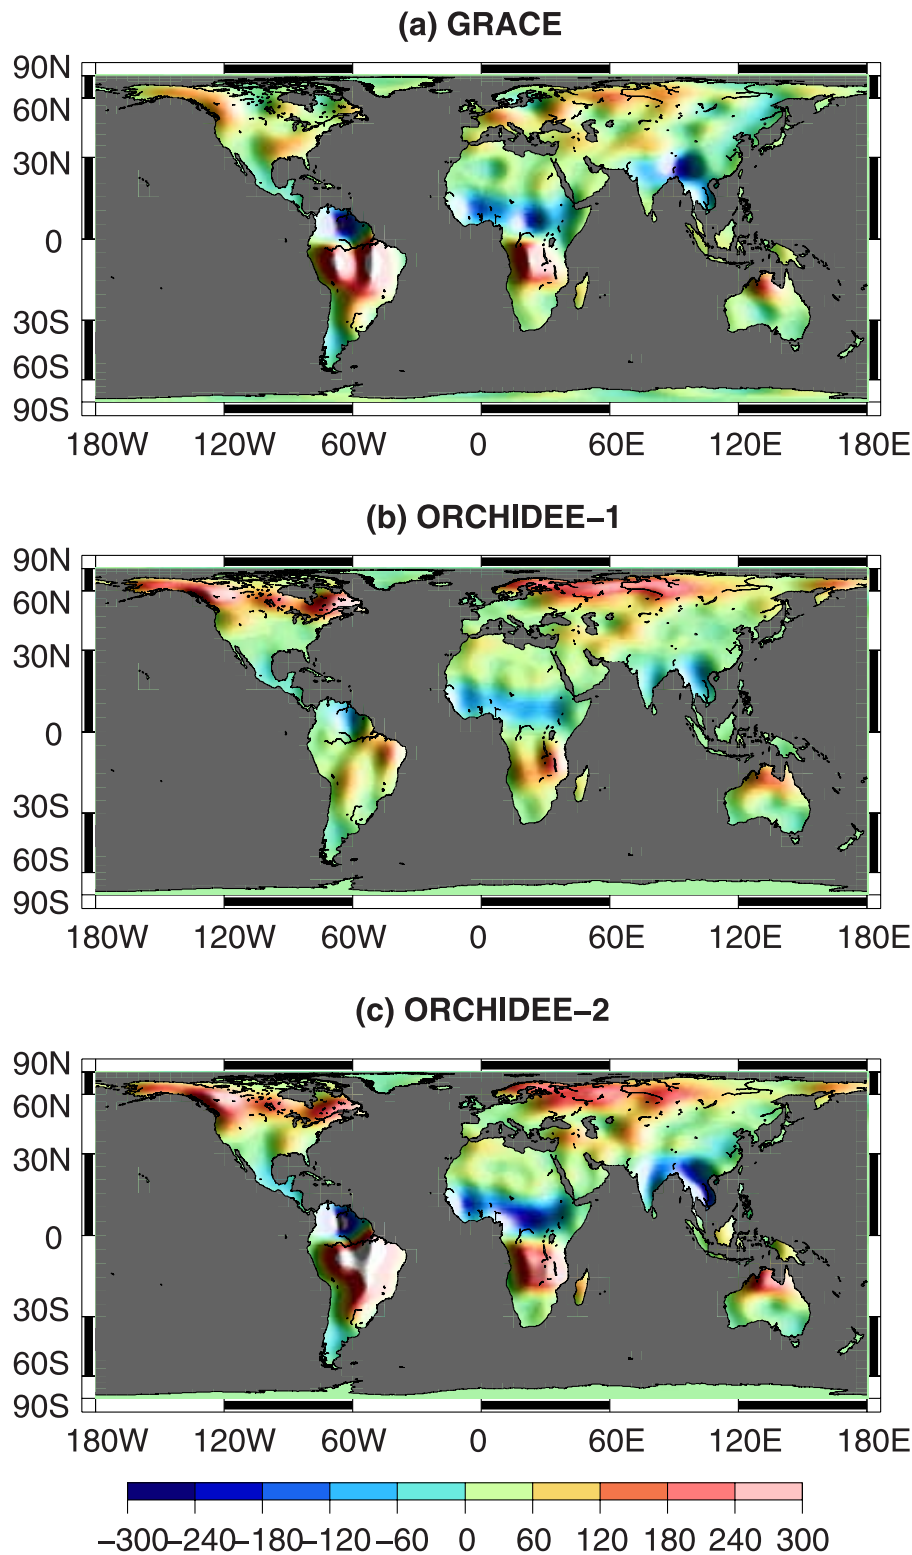 (a) GRACE
90N
60N
30N
0
30S
60S
90S
180W 120W 60W 0 60E 120E 180E
(b) ORCHIDEE−1
90N
60N
30N
0
30S
60S
90S
180W 120W 60W 0 60E 120E 180E
(c) ORCHIDEE−2
90N
60N
30N
0
30S
60S
90S
180W 120W 60W 0 60E 120E 180E
−300 −240 −180 −120 −60 0 60 120 180 240 300